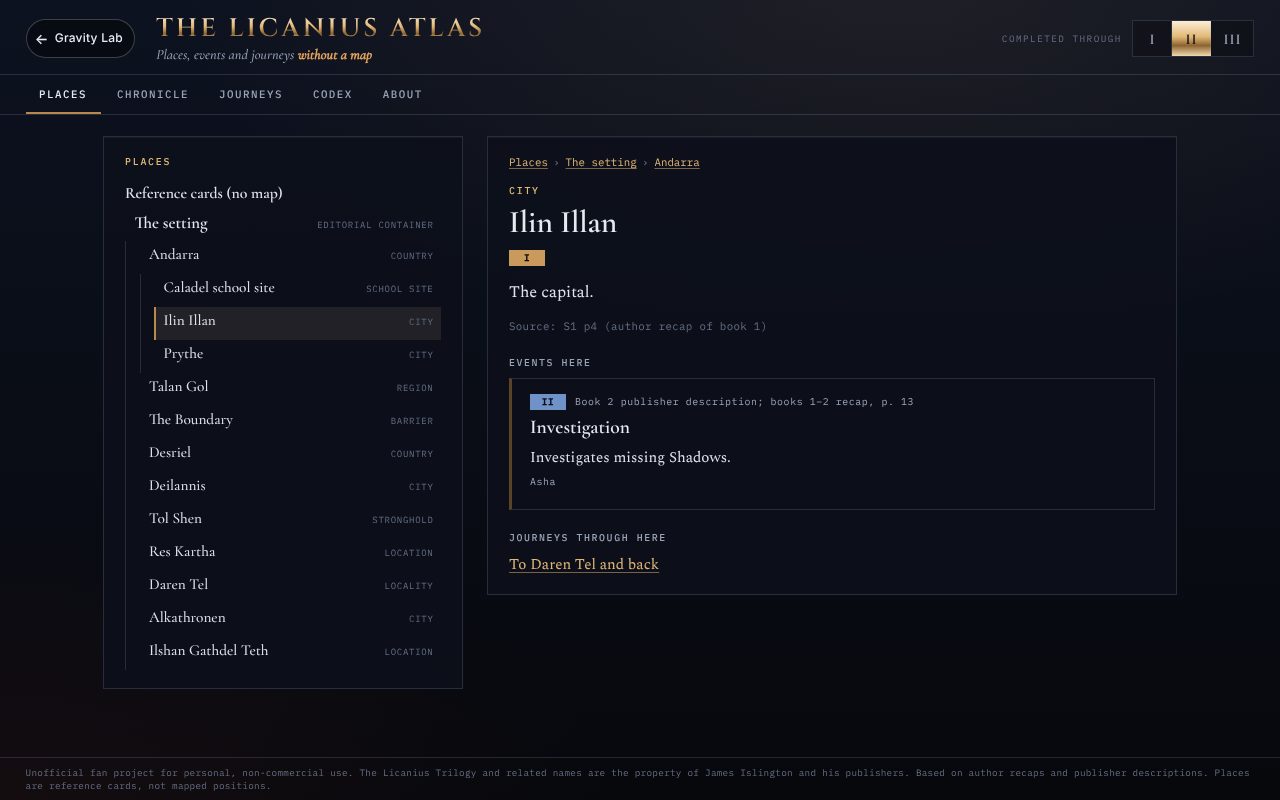 ← Gravity Lab
THE LICANIUS ATLAS
Places, events and journeys without a map
COMPLETED THROUGH
I II III
PLACES CHRONICLE JOURNEYS CODEX ABOUT
PLACES
Reference cards (no map)
The setting EDITORIAL CONTAINER
Andarra COUNTRY
Caladel school site SCHOOL SITE
Ilin Illan CITY
Prythe CITY
Talan Gol REGION
The Boundary BARRIER
Desriel COUNTRY
Deilannis CITY
Tol Shen STRONGHOLD
Res Kartha LOCATION
Daren Tel LOCALITY
Alkathronen CITY
Ilshan Gathdel Teth LOCATION
Places › The setting › Andarra
CITY
Ilin Illan
I
The capital.
Source: S1 p4 (author recap of book 1)
EVENTS HERE
II Book 2 publisher description; books 1–2 recap, p. 13
Investigation
Investigates missing Shadows.
Asha
JOURNEYS THROUGH HERE
To Daren Tel and back
Unofficial fan project for personal, non-commercial use. The Licanius Trilogy and related names are the property of James Islington and his publishers. Based on author recaps and publisher descriptions. Places
are reference cards, not mapped positions.